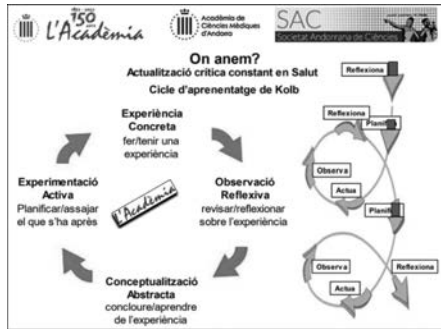 150
L'Acadèmia
Acadèmia de
Ciències Mèdiques
d'Andorra
SAC
Societat Andorrana de Ciències
On anem?
Actualització crítica constant en Salut
Cicle d'aprenentatge de Kolb
Experiència
Concreta
fer/tenir una
experiència
Experimentació
Activa
Planificar/assajar
el que s'ha après
L'Acadèmia
Observació
Reflexiva
revisar/reflexionar
sobre l'experiència
Conceptualització
Abstracta
concloure/aprendre
de l'experiència
Reflexiona
Reflexiona
Planifi
Observa
Actua
Planifi
Observa
Reflexiona
Actua